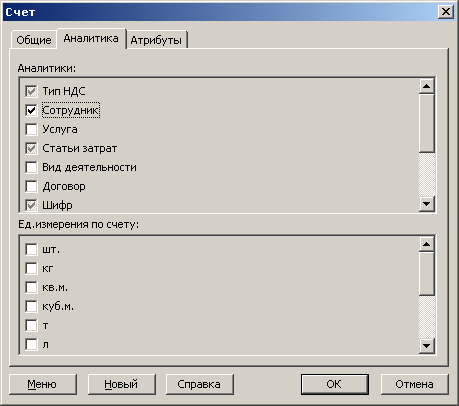 Счет
Общие Аналитика Атрибуты
Аналитики:
Тип НДС
Сотрудник
Услуга
Статьи затрат
Вид деятельности
Договор
Шифр
Ед.измерения по счету:
шт.
кг
кв.м.
куб.м.
т
л
Меню Новый Справка ОК Отмена